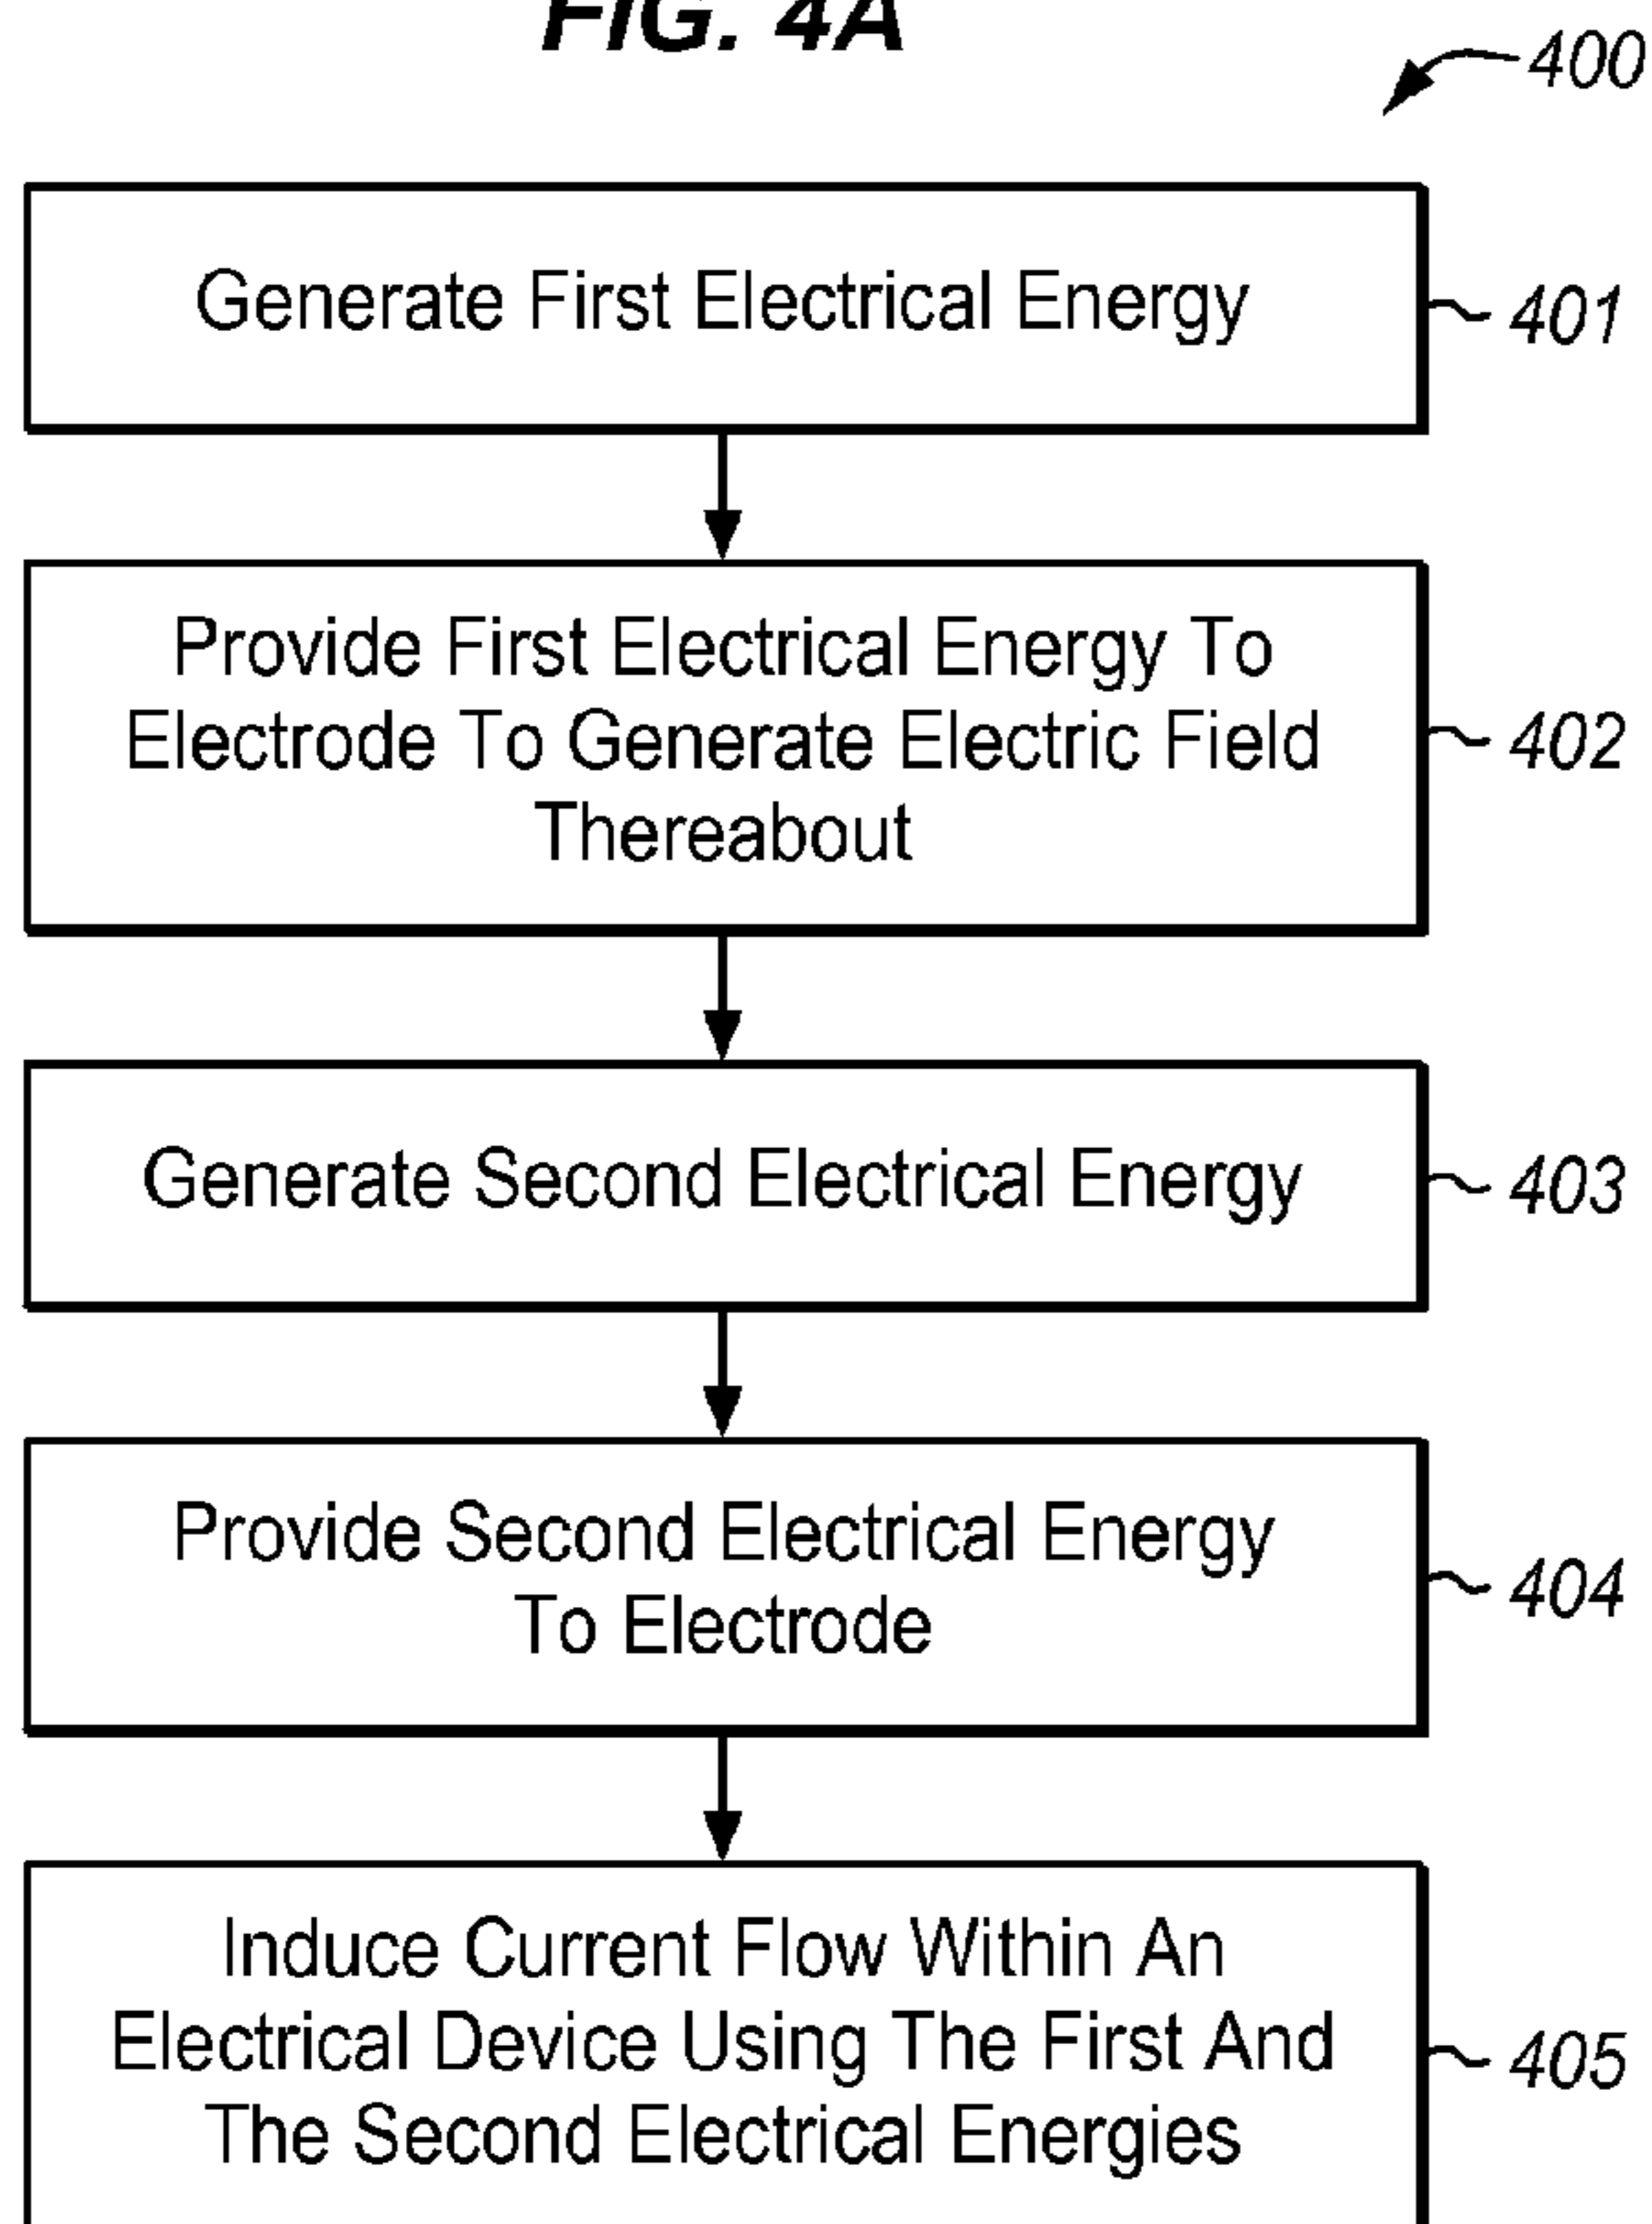 FIG. 4A
400
Generate First Electrical Energy
401
Provide First Electrical Energy To
Electrode To Generate Electric Field
Thereabout
402
Generate Second Electrical Energy
403
Provide Second Electrical Energy
To Electrode
404
Induce Current Flow Within An
Electrical Device Using The First And
The Second Electrical Energies
405